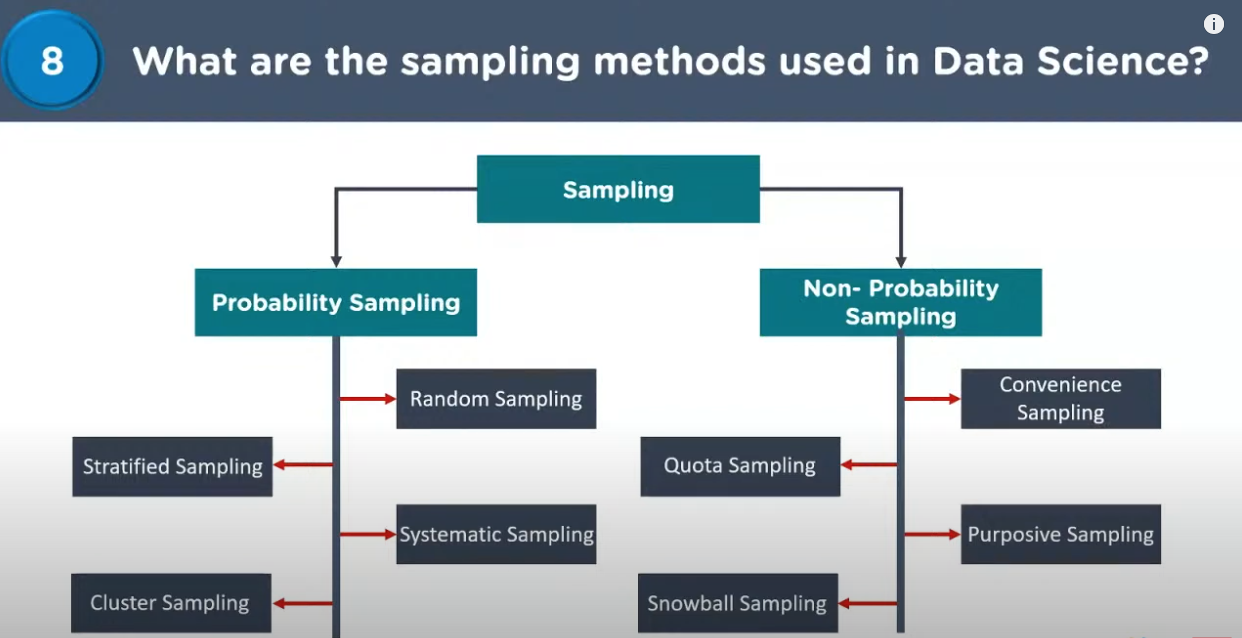 8
What are the sampling methods used in Data Science?
Sampling
Probability Sampling
Non- Probability
Sampling
Random Sampling
Stratified Sampling
Systematic Sampling
Cluster Sampling
Convenience
Sampling
Quota Sampling
Purposive Sampling
Snowball Sampling